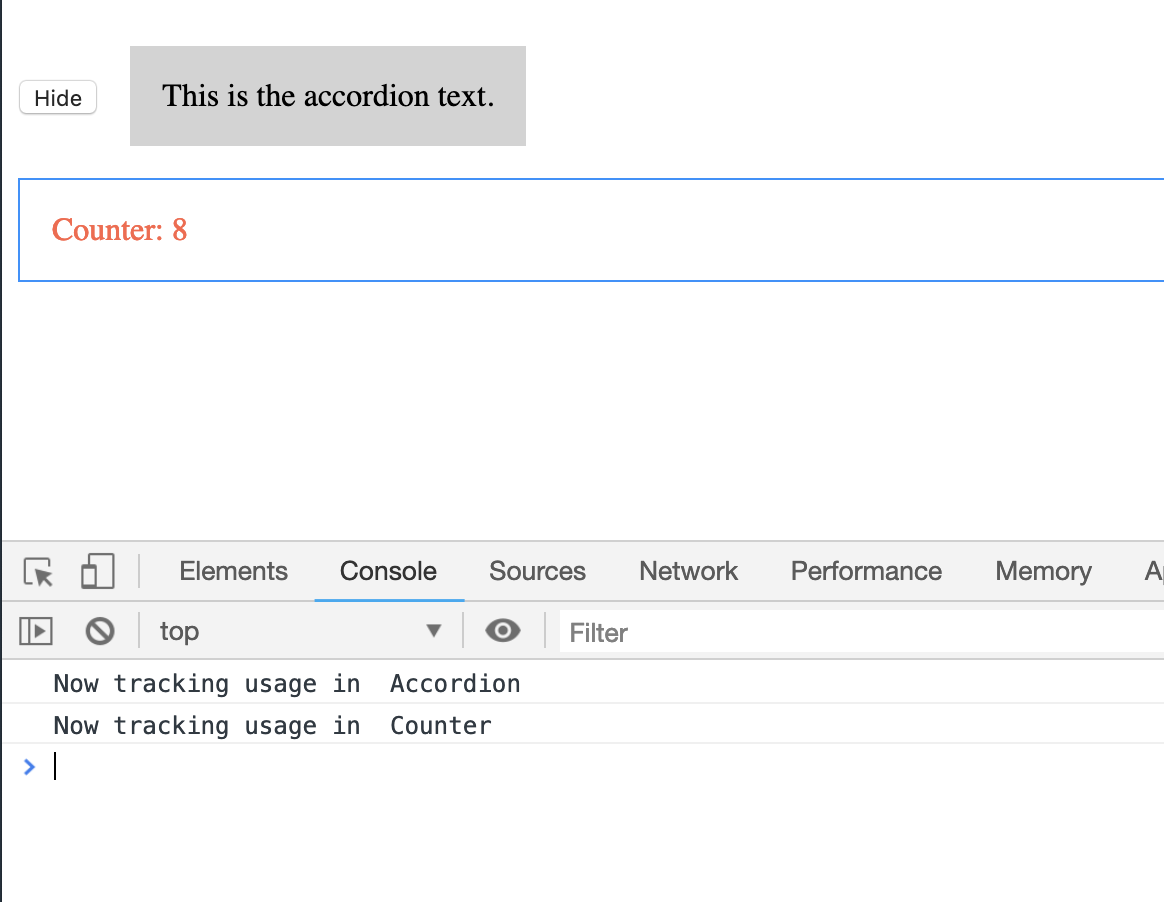 Hide
This is the accordion text.
Counter: 8
Elements Console Sources Network Performance Memory
top Filter
Now tracking usage in  Accordion
Now tracking usage in  Counter